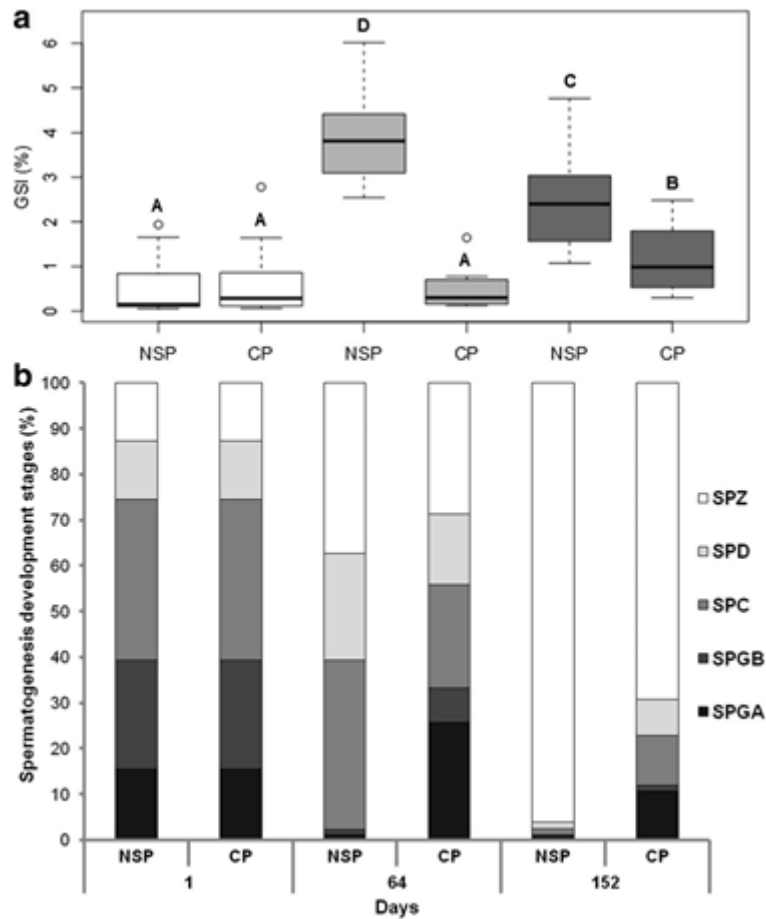 a
D
C
B
A
A
A
GSI (%)
6
5
4
3
2
1
0
NSP CP NSP CP NSP CP
b
Spermatogenesis development stages (%)
100
90
80
70
60
50
40
30
20
10
0
SPZ
SPD
SPC
SPGB
SPGA
NSP CP NSP CP NSP CP
1 64 152
Days